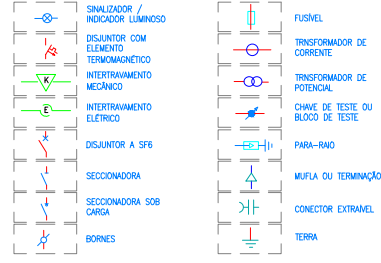 SINALIZADOR /
INDICADOR LUMINOSO
DISJUNTOR COM
ELEMENTO
TERMOMAGNÉTICO
K
INTERTRAVAMENTO
MECÂNICO
E
INTERTRAVAMENTO
ELÉTRICO
DISJUNTOR A SF6
SECCIONADORA
SECCIONADORA SOB
CARGA
BORNES
FUSÍVEL
TRNSFORMADOR DE
CORRENTE
TRNSFORMADOR DE
POTENCIAL
CHAVE DE TESTE OU
BLOCO DE TESTE
PARA-RAIO
MUFLA OU TERMINAÇÃO
CONECTOR EXTRAÍVEL
TERRA